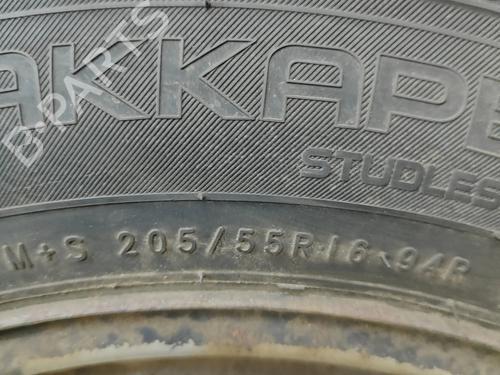 B-PARTS
AKKAPE
STUDLES
M+S 205/55R16 94R